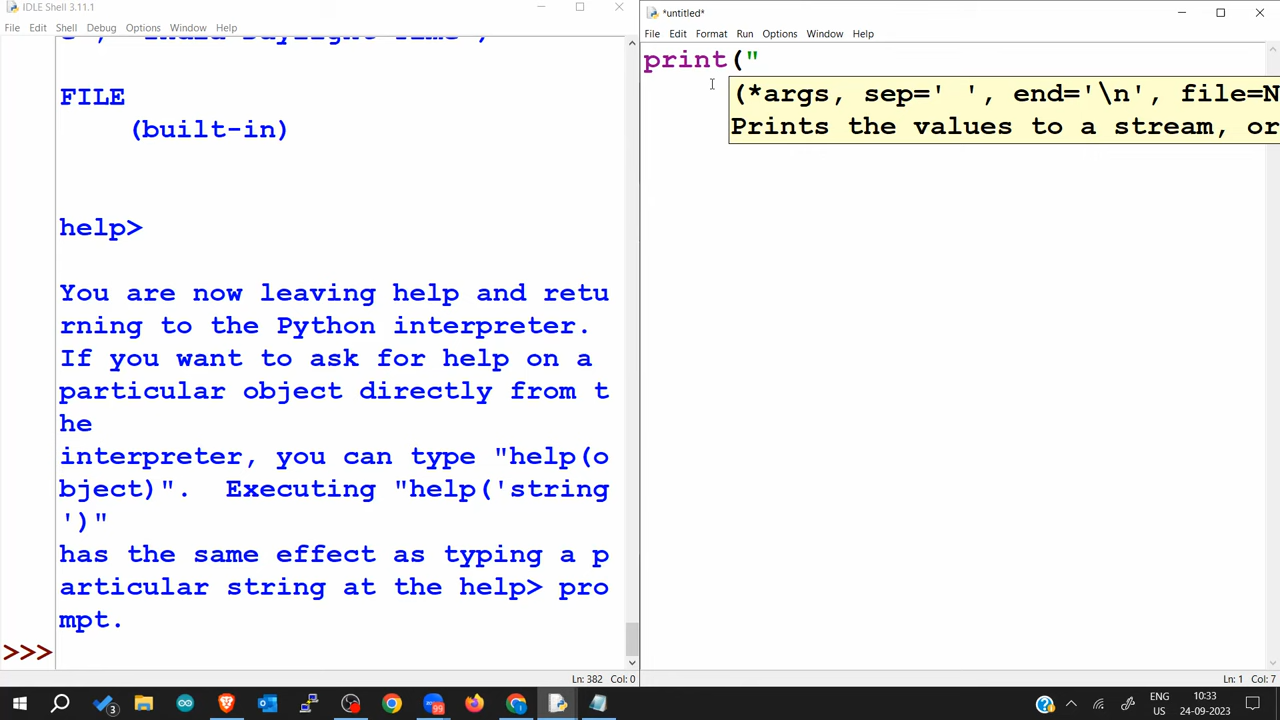 IDLE Shell 3.11.1
File Edit Shell Debug Options Window Help
FILE
(built-in)
help>
You are now leaving help and retu
rning to the Python interpreter.
If you want to ask for help on a
particular object directly from t
he
interpreter, you can type "help(o
bject)". Executing "help('string
')"
has the same effect as typing a p
articular string at the help> pro
mpt.
>>>
Ln: 382 Col: 0
*untitled*
File Edit Format Run Options Window Help
print("
(*args, sep=' ', end='\n', file=N
Prints the values to a stream, or
Ln: 1 Col: 7
3
99
ENG
US
10:33
24-09-2023